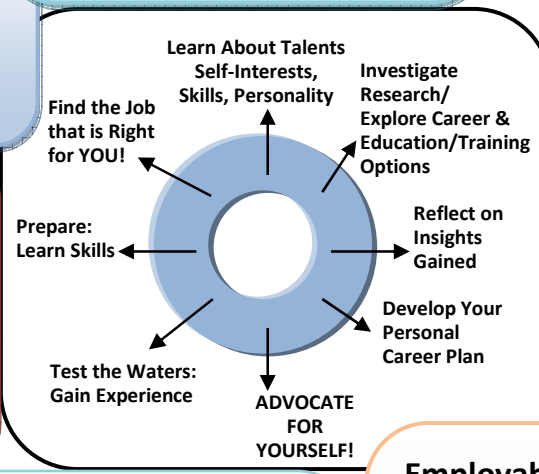 Learn About Talents
Self-Interests,
Skills, Personality
Investigate
Research/
Explore Career &
Education/Training
Options
Reflect on
Insights
Gained
Develop Your
Personal
Career Plan
ADVOCATE
FOR
YOURSELF!
Test the Waters:
Gain Experience
Prepare:
Learn Skills
Find the Job
that is Right
for YOU!